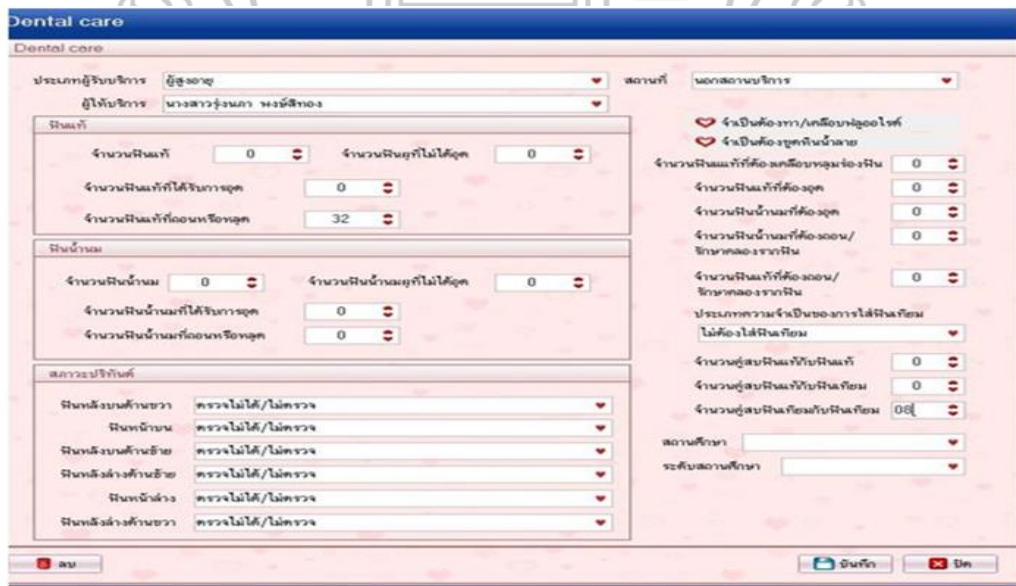 Dental care
Dental care
ประเภทผู้รับบริการ ผู้สูงอายุ สถานที่ นอกสถานบริการ
ผู้ให้บริการ นางสาวรุ่งนภา พงษ์สีทอง
ฟันแท้
จำนวนฟันแท้ 0 จำนวนฟันผุที่ไม่ได้อุด 0
จำนวนฟันแท้ที่ได้รับการอุด 0
จำนวนฟันแท้ที่ถอนหรือหลุด 32
ฟันน้ำนม
จำนวนฟันน้ำนม 0 จำนวนฟันน้ำนมผุที่ไม่ได้อุด 0
จำนวนฟันน้ำนมที่ได้รับการอุด 0
จำนวนฟันน้ำนมที่ถอนหรือหลุด 0
สภาวะปริทันต์
ฟันหลังบนด้านขวา ตรวจไม่ได้/ไม่ตรวจ
ฟันหน้าบน ตรวจไม่ได้/ไม่ตรวจ
ฟันหลังบนด้านซ้าย ตรวจไม่ได้/ไม่ตรวจ
ฟันหลังล่างด้านซ้าย ตรวจไม่ได้/ไม่ตรวจ
ฟันหน้าล่าง ตรวจไม่ได้/ไม่ตรวจ
ฟันหลังล่างด้านขวา ตรวจไม่ได้/ไม่ตรวจ
จำเป็นต้องทา/เคลือบฟลูออไรด์
จำเป็นต้องขูดหินน้ำลาย
จำนวนฟันแท้ที่ต้องเคลือบหลุมร่องฟัน 0
จำนวนฟันแท้ที่ต้องอุด 0
จำนวนฟันน้ำนมที่ต้องอุด 0
จำนวนฟันน้ำนมที่ต้องถอน/ 0
รักษาคลองรากฟัน
จำนวนฟันแท้ที่ต้องถอน/ 0
รักษาคลองรากฟัน
ประเภทความจำเป็นของการใส่ฟันเทียม
ไม่ต้องใส่ฟันเทียม
จำนวนคู่สบฟันแท้กับฟันแท้ 0
จำนวนคู่สบฟันแท้กับฟันเทียม 0
จำนวนคู่สบฟันเทียมกับฟันเทียม 08
สถานศึกษา
ระดับสถานศึกษา
ลบ บันทึก ปิด